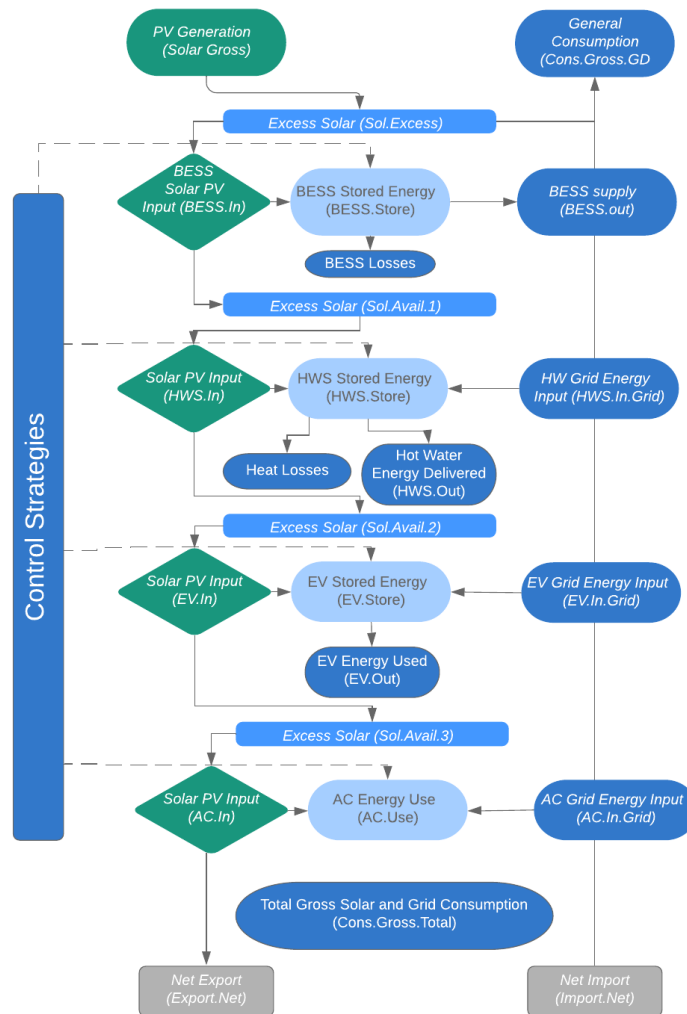 PV Generation
(Solar Gross)
General
Consumption
(Cons.Gross.GD
Excess Solar (Sol.Excess)
BESS
Solar PV
Input (BESS.In)
BESS Stored Energy
(BESS.Store)
BESS supply
(BESS.out)
BESS Losses
Excess Solar (Sol.Avail.1)
Solar PV Input
(HWS.In)
HWS Stored Energy
(HWS.Store)
HW Grid Energy
Input (HWS.In.Grid)
Heat Losses
Hot Water
Energy Delivered
(HWS.Out)
Control Strategies
Excess Solar (Sol.Avail.2)
Solar PV Input
(EV.In)
EV Stored Energy
(EV.Store)
EV Grid Energy Input
(EV.In.Grid)
EV Energy Used
(EV.Out)
Excess Solar (Sol.Avail.3)
Solar PV Input
(AC.In)
AC Energy Use
(AC.Use)
AC Grid Energy Input
(AC.In.Grid)
Total Gross Solar and Grid Consumption
(Cons.Gross.Total)
Net Export
(Export.Net)
Net Import
(Import.Net)